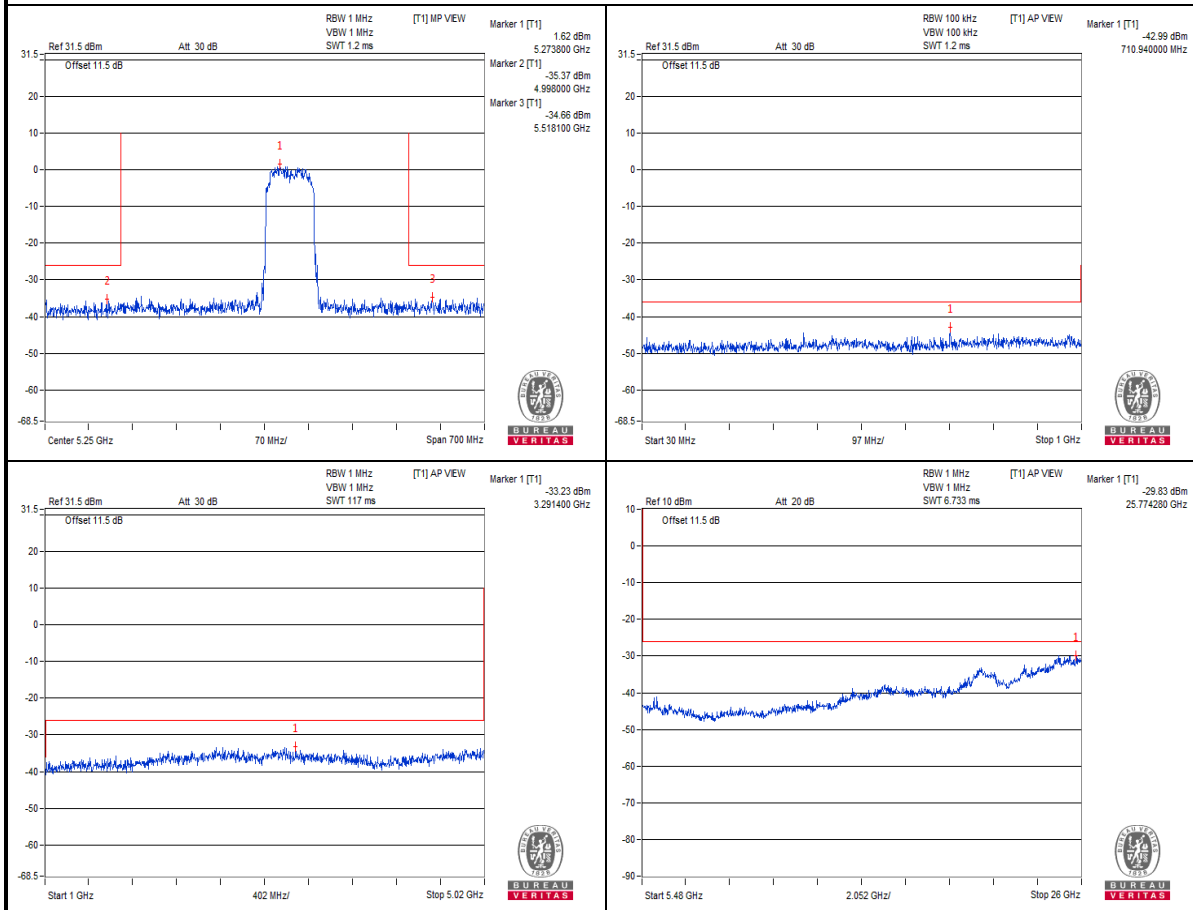 RBW 1 MHz [T1] MP VIEW
VBW 1 MHz
Ref 31.5 dBm Att 30 dB SWT 1.2 ms
Marker 1 [T1]
1.62 dBm
5.273800 GHz
Marker 2 [T1]
-35.37 dBm
4.998000 GHz
Marker 3 [T1]
-34.66 dBm
5.518100 GHz
31.5
Offset 11.5 dB
20
10
0
-10
-20
-30
-40
-50
-60
-68.5
1
2
3
Center 5.25 GHz 70 MHz/ Span 700 MHz
BUREAU VERITAS
1828
BUREAU
VERITAS
RBW 100 kHz [T1] AP VIEW
VBW 100 kHz
Ref 31.5 dBm Att 30 dB SWT 1.2 ms
Marker 1 [T1]
-42.99 dBm
710.940000 MHz
31.5
Offset 11.5 dB
20
10
0
-10
-20
-30
-40
-50
-60
-68.5
1
Start 30 MHz 97 MHz/ Stop 1 GHz
BUREAU VERITAS
1828
BUREAU
VERITAS
RBW 1 MHz [T1] AP VIEW
VBW 1 MHz
Ref 31.5 dBm Att 30 dB SWT 117 ms
Marker 1 [T1]
-33.23 dBm
3.291400 GHz
31.5
Offset 11.5 dB
20
10
0
-10
-20
-30
-40
-50
-60
-68.5
1
Start 1 GHz 402 MHz/ Stop 5.02 GHz
BUREAU VERITAS
1828
BUREAU
VERITAS
RBW 1 MHz [T1] AP VIEW
VBW 1 MHz
Ref 10 dBm Att 20 dB SWT 6.733 ms
Marker 1 [T1]
-29.83 dBm
25.774280 GHz
10
Offset 11.5 dB
0
-10
-20
-30
-40
-50
-60
-70
-80
-90
1
Start 5.48 GHz 2.052 GHz/ Stop 26 GHz
BUREAU VERITAS
1828
BUREAU
VERITAS